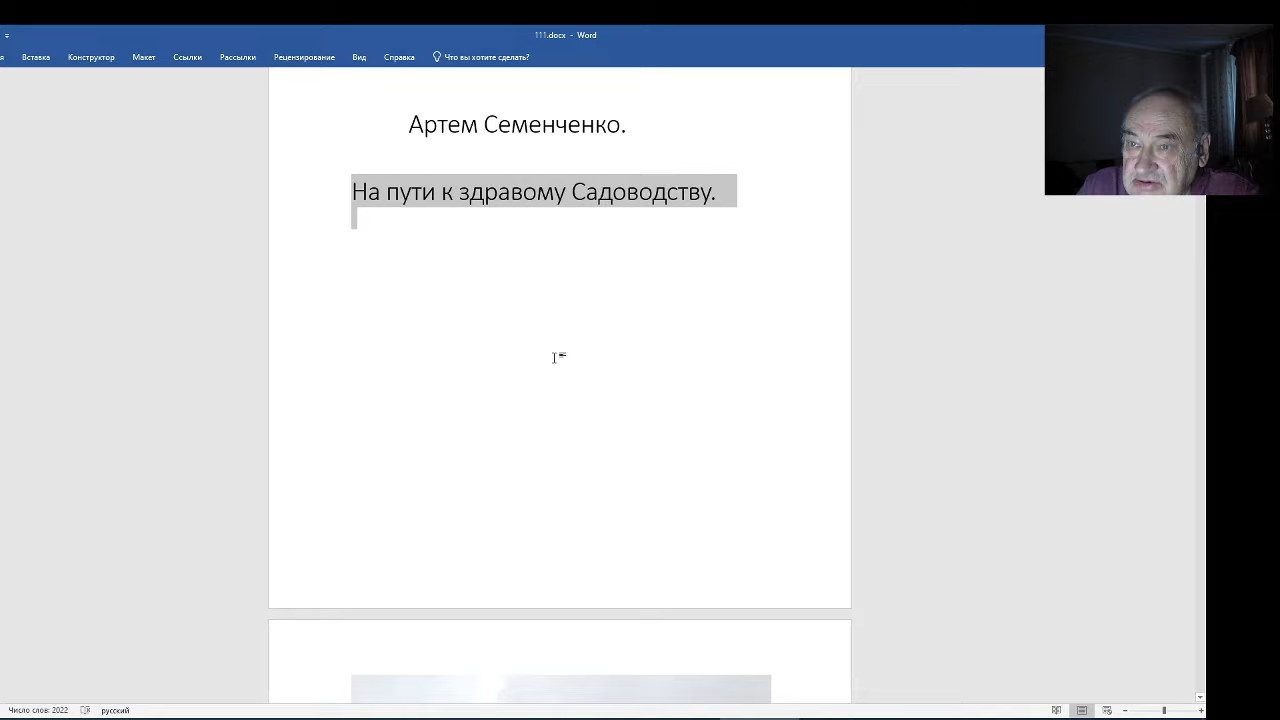 111.docx - Word
я Вставка Конструктор Макет Ссылки Рассылки Рецензирование Вид Справка Что вы хотите сделать?
Артем Семенченко.
На пути к здравому Садоводству.
Число слов: 2022 русский